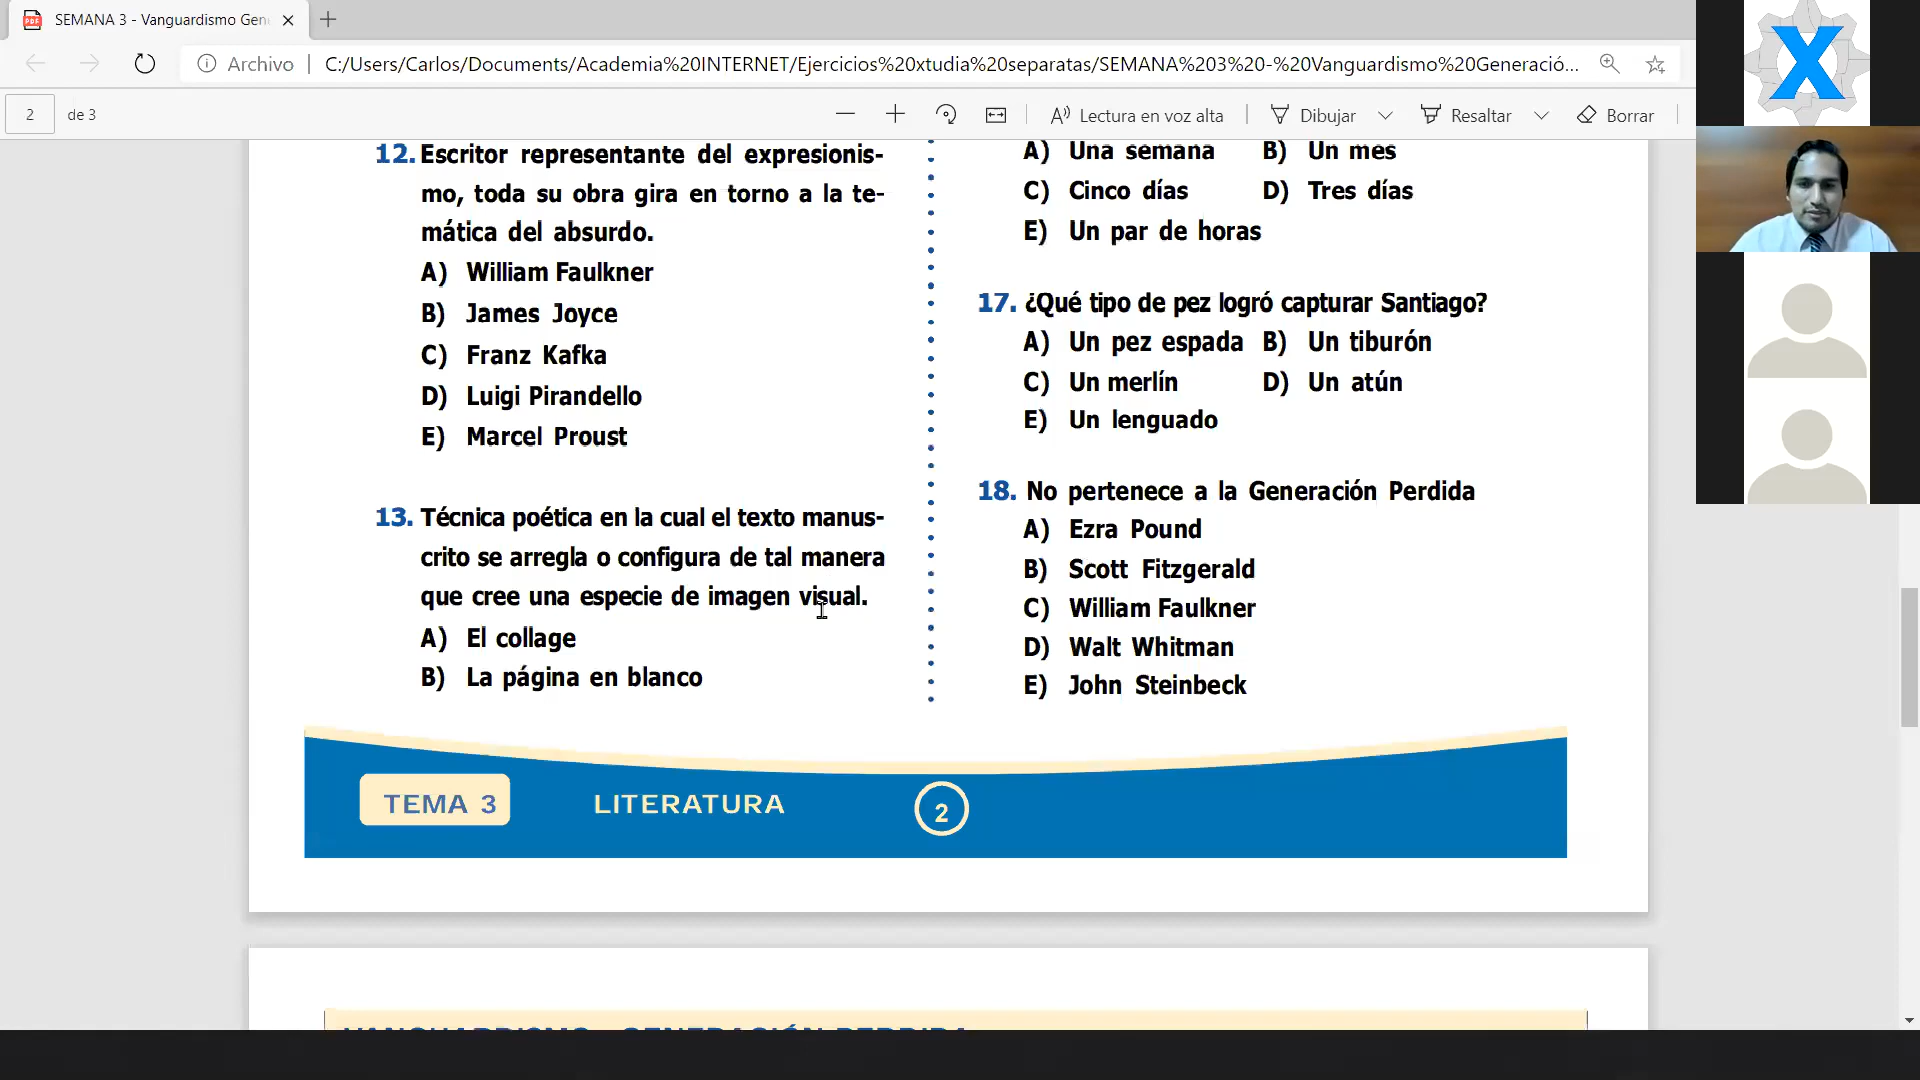 SEMANA 3 - Vanguardismo Gen
Archivo
C:/Users/Carlos/Documents/Academia%20INTERNET/Ejercicios%20xtudia%20separatas/SEMANA%203%20-%20Vanguardismo%20Generació...
2
de 3
Lectura en voz alta
Dibujar
Resaltar
Borrar
12. Escritor representante del expresionis-
mo, toda su obra gira en torno a la te-
mática del absurdo.
A) William Faulkner
B) James Joyce
C) Franz Kafka
D) Luigi Pirandello
E) Marcel Proust
13. Técnica poética en la cual el texto manus-
crito se arregla o configura de tal manera
que cree una especie de imagen visual.
A) El collage
B) La página en blanco
A) Una semana B) Un mes
C) Cinco días D) Tres días
E) Un par de horas
17. ¿Qué tipo de pez logró capturar Santiago?
A) Un pez espada B) Un tiburón
C) Un merlín D) Un atún
E) Un lenguado
18. No pertenece a la Generación Perdida
A) Ezra Pound
B) Scott Fitzgerald
C) William Faulkner
D) Walt Whitman
E) John Steinbeck
TEMA 3 LITERATURA 2
VANGUARDISMO - GENERACIÓN PERDIDA
X